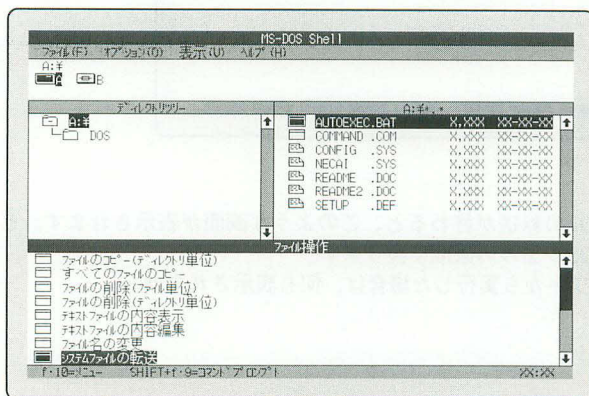 MS-DOS Shell
ﾌｧｲﾙ(F) ｵﾌﾟｼｮﾝ(O) 表示(U) ﾍﾙﾌﾟ(H)
A:¥
A B
ﾃﾞｨﾚｸﾄﾘﾂﾘｰ
A:¥*.*
A:¥
DOS
AUTOEXEC.BAT X,XXX XX-XX-XX
COMMAND .COM X,XXX XX-XX-XX
CONFIG .SYS X,XXX XX-XX-XX
NECAI .SYS X,XXX XX-XX-XX
README .DOC X,XXX XX-XX-XX
README2 .DOC X,XXX XX-XX-XX
SETUP .DEF X,XXX XX-XX-XX
ﾌｧｲﾙ操作
ﾌｧｲﾙのｺﾋﾟｰ(ﾃﾞｨﾚｸﾄﾘ単位)
すべてのﾌｧｲﾙのｺﾋﾟｰ
ﾌｧｲﾙの削除(ﾌｧｲﾙ単位)
ﾌｧｲﾙの削除(ﾃﾞｨﾚｸﾄﾘ単位)
ﾃｷｽﾄﾌｧｲﾙの内容表示
ﾃｷｽﾄﾌｧｲﾙの内容編集
ﾌｧｲﾙ名の変更
ｼｽﾃﾑﾌｧｲﾙの転送
f･10=ﾒﾆｭｰ SHIFT+f･9=ｺﾏﾝﾄﾞﾌﾟﾛﾝﾌﾟﾄ XX:XX